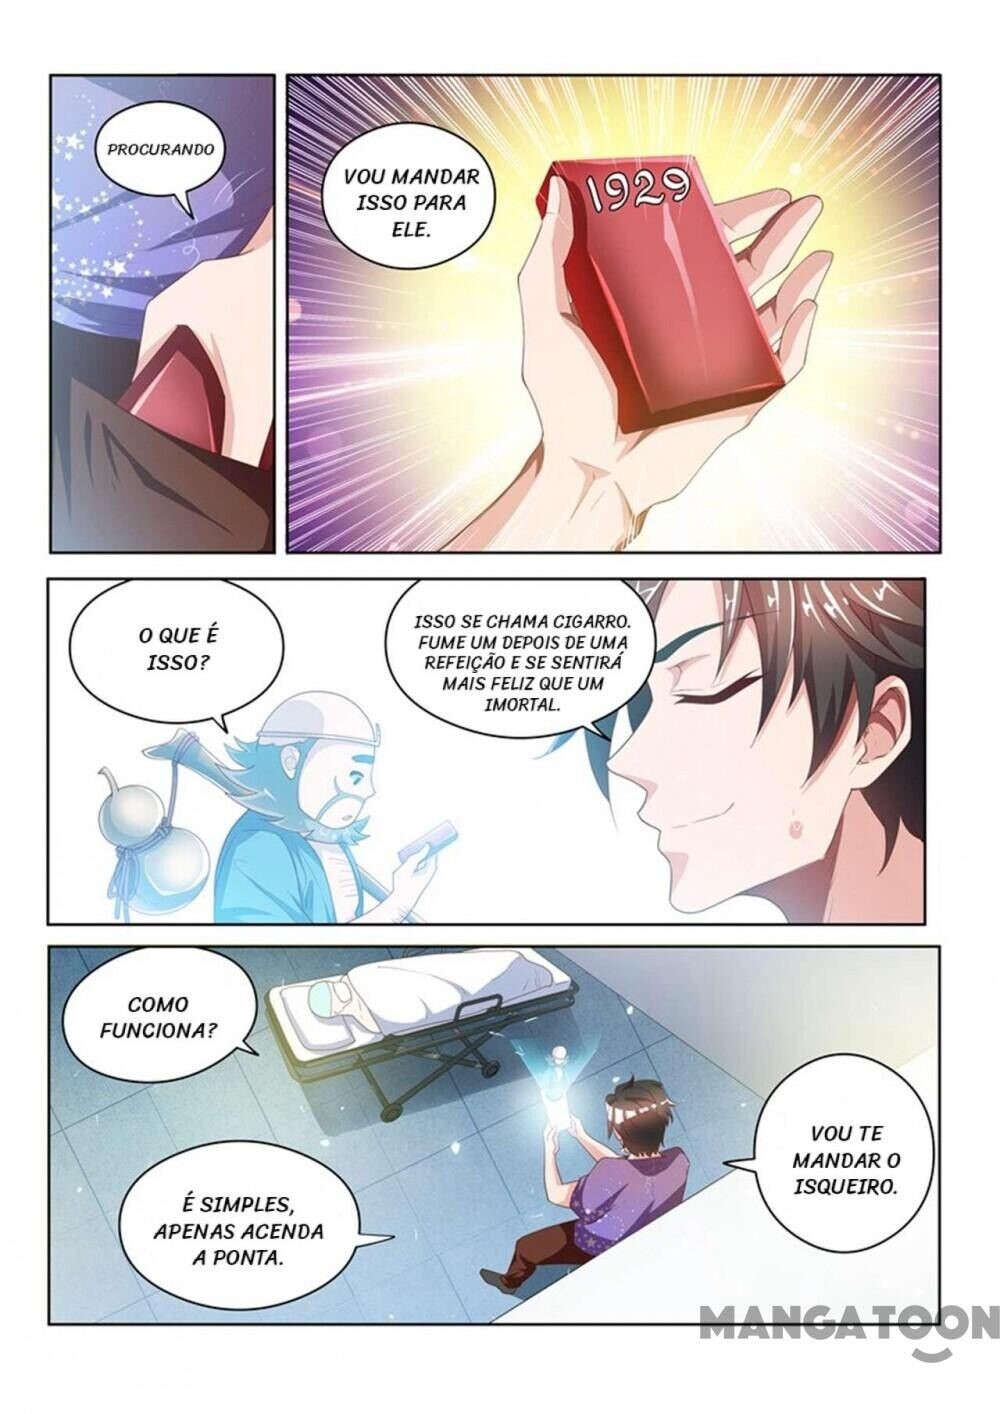 PROCURANDO
VOU MANDAR
ISSO PARA
ELE.
1929
O QUE É
ISSO?
ISSO SE CHAMA CIGARRO.
FUME UM DEPOIS DE UMA
REFEIÇÃO E SE SENTIRÁ
MAIS FELIZ QUE UM
IMORTAL.
COMO
FUNCIONA?
É SIMPLES,
APENAS ACENDA
A PONTA.
VOU TE
MANDAR O
ISQUEIRO.
MANGATOON